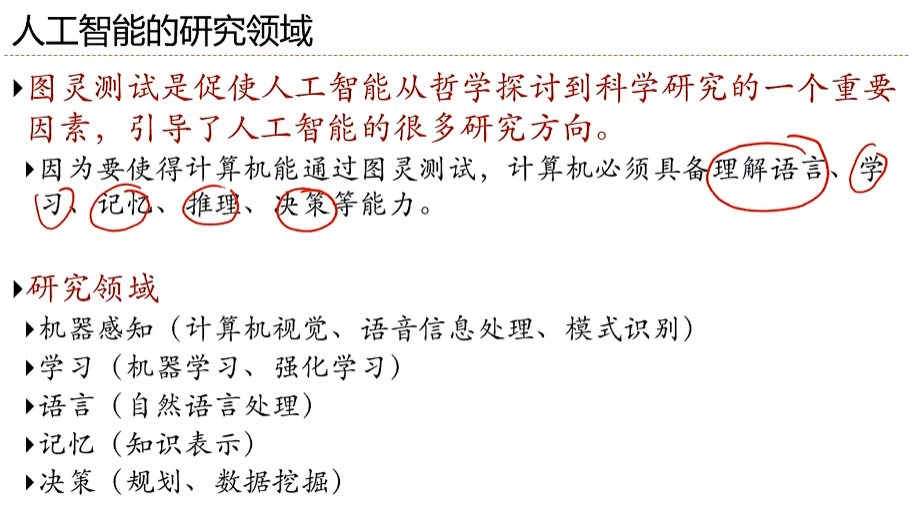 人工智能的研究领域
图灵测试是促使人工智能从哲学探讨到科学研究的一个重要
因素，引导了人工智能的很多研究方向。
因为要使得计算机能通过图灵测试，计算机必须具备理解语言、学
习、记忆、推理、决策等能力。
研究领域
机器感知（计算机视觉、语音信息处理、模式识别）
学习（机器学习、强化学习）
语言（自然语言处理）
记忆（知识表示）
决策（规划、数据挖掘）